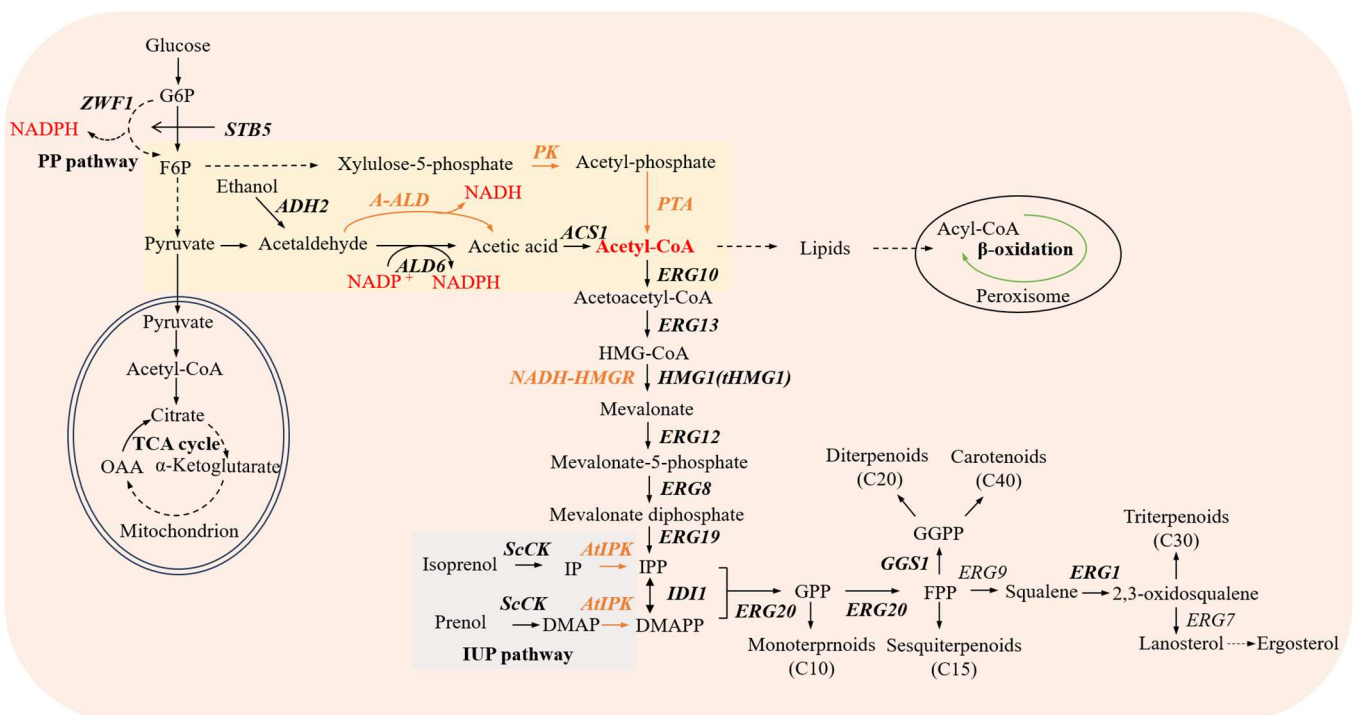 Glucose
ZWF1
G6P
NADPH
STB5
PP pathway
F6P
Xylulose-5-phosphate
PK
Acetyl-phosphate
Ethanol
ADH2
A-ALD
NADH
PTA
Pyruvate
Acetaldehyde
Acetic acid
ACS1
Acetyl-CoA
Lipids
Acyl-CoA
β-oxidation
Peroxisome
ALD6
NADP+
NADPH
ERG10
Acetoacetyl-CoA
Pyruvate
ERG13
HMG-CoA
Acetyl-CoA
NADH-HMGR
HMG1(tHMG1)
Citrate
Mevalonate
TCA cycle
ERG12
OAA
α-Ketoglutarate
Mevalonate-5-phosphate
ERG8
Mitochondrion
Mevalonate diphosphate
ERG19
Diterpenoids
(C20)
Carotenoids
(C40)
GGPP
Triterpenoids
(C30)
Isoprenol
ScCK
IP
AtIPK
IPP
IDI1
GGS1
ERG20
GPP
ERG20
FPP
ERG9
Squalene
ERG1
2,3-oxidosqualene
Prenol
ScCK
DMAP
AtIPK
DMAPP
ERG7
IUP pathway
Monoterprnoids
(C10)
Sesquiterpenoids
(C15)
Lanosterol
Ergosterol